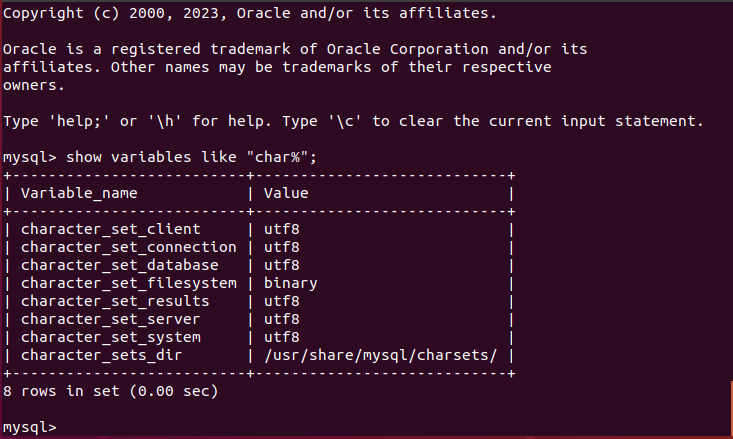 Copyright (c) 2000, 2023, Oracle and/or its affiliates.
Oracle is a registered trademark of Oracle Corporation and/or its
affiliates. Other names may be trademarks of their respective
owners.
Type 'help;' or '\h' for help. Type '\c' to clear the current input statement.
mysql> show variables like "char%";
+--------------------------+----------------------------+
| Variable_name            | Value                      |
+--------------------------+----------------------------+
| character_set_client     | utf8                       |
| character_set_connection | utf8                       |
| character_set_database   | utf8                       |
| character_set_filesystem | binary                     |
| character_set_results    | utf8                       |
| character_set_server     | utf8                       |
| character_set_system     | utf8                       |
| character_sets_dir       | /usr/share/mysql/charsets/ |
+--------------------------+----------------------------+
8 rows in set (0.00 sec)
mysql>